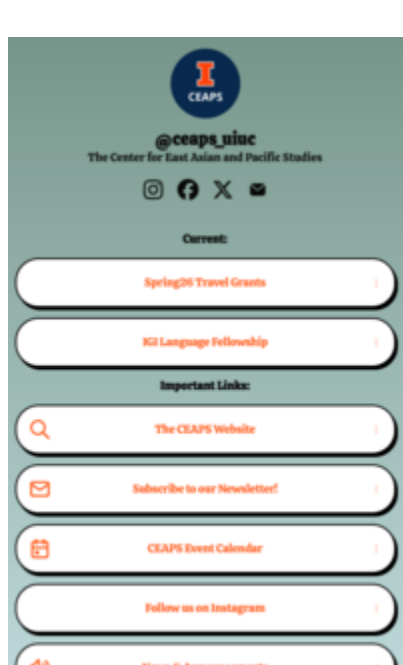 CEAPS
@ceaps_uiuc
The Center for East Asian and Pacific Studies
Current:
Spring26 Travel Grants
IGI Language Fellowship
Important Links:
The CEAPS Website
Subscribe to our Newsletter!
CEAPS Event Calendar
Follow us on Instagram